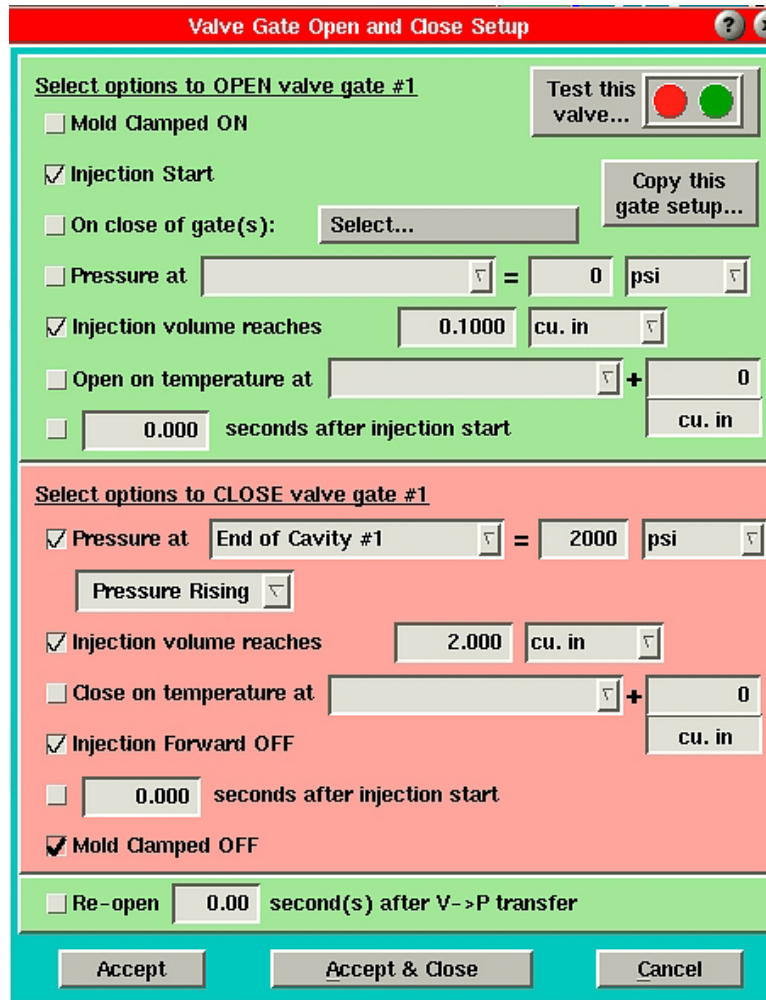 Valve Gate Open and Close Setup ?
Select options to OPEN valve gate #1
Test this
valve...
Mold Clamped ON
Injection Start
Copy this
gate setup...
On close of gate(s): Select...
Pressure at = 0 psi
Injection volume reaches 0.1000 cu. in
Open on temperature at + 0
cu. in
0.000 seconds after injection start
Select options to CLOSE valve gate #1
Pressure at End of Cavity #1 = 2000 psi
Pressure Rising
Injection volume reaches 2.000 cu. in
Close on temperature at + 0
cu. in
Injection Forward OFF
0.000 seconds after injection start
Mold Clamped OFF
Re-open 0.00 second(s) after V->P transfer
Accept Accept & Close Cancel